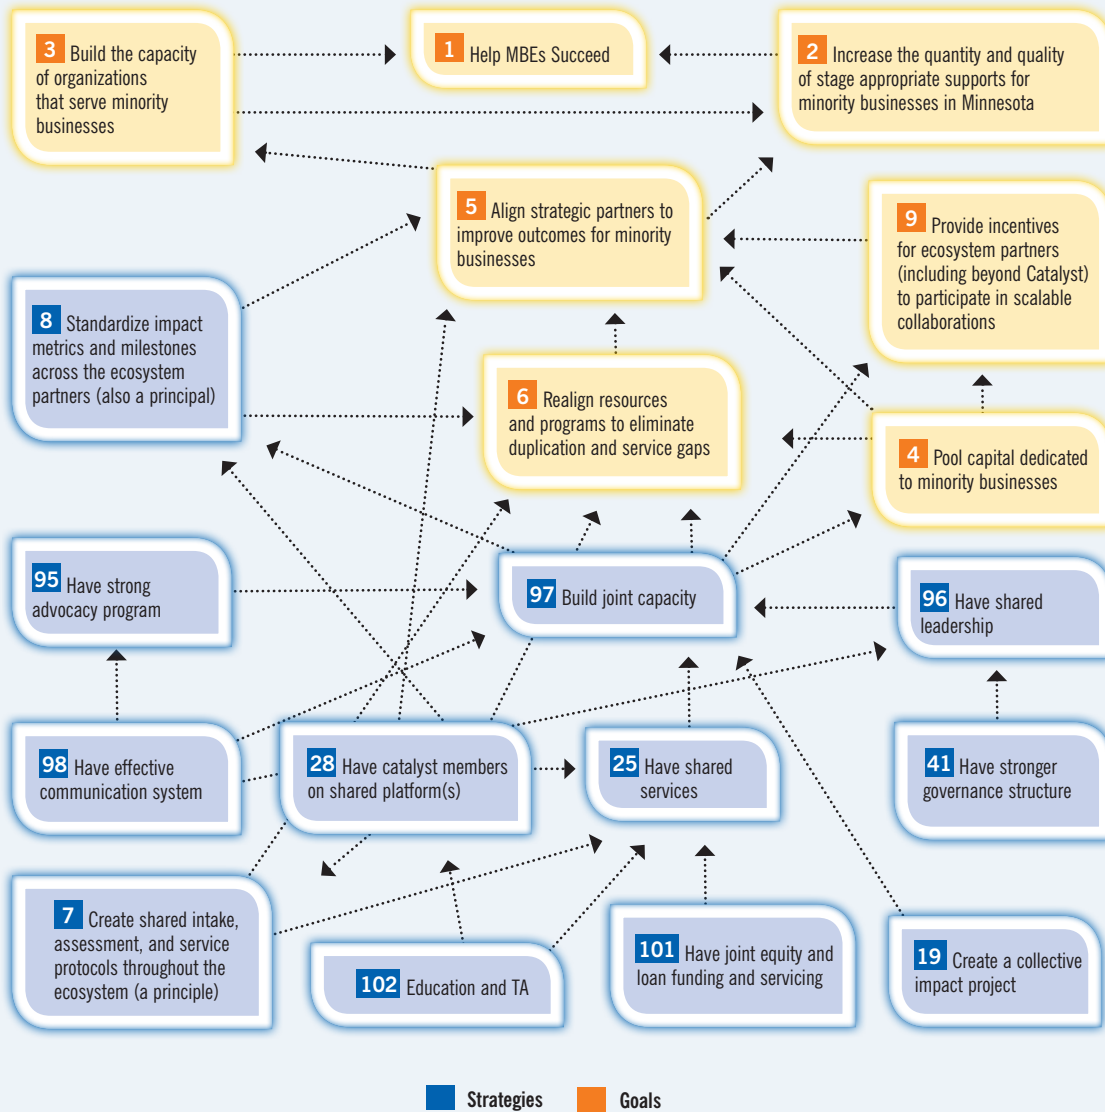 3 Build the capacity
of organizations
that serve minority
businesses
1 Help MBEs Succeed
2 Increase the quantity and quality
of stage appropriate supports for
minority businesses in Minnesota
5 Align strategic partners to
improve outcomes for minority
businesses
9 Provide incentives
for ecosystem partners
(including beyond Catalyst)
to participate in scalable
collaborations
8 Standardize impact
metrics and milestones
across the ecosystem
partners (also a principal)
6 Realign resources
and programs to eliminate
duplication and service gaps
4 Pool capital dedicated
to minority businesses
95 Have strong
advocacy program
97 Build joint capacity
96 Have shared
leadership
98 Have effective
communication system
28 Have catalyst members
on shared platform(s)
25 Have shared
services
41 Have stronger
governance structure
7 Create shared intake,
assessment, and service
protocols throughout the
ecosystem (a principle)
102 Education and TA
101 Have joint equity and
loan funding and servicing
19 Create a collective
impact project
Strategies Goals